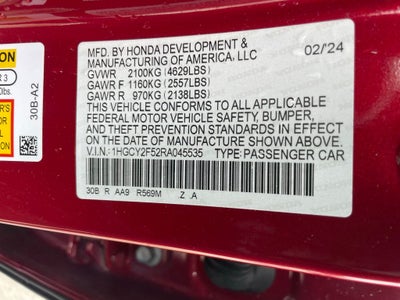 MFD. BY HONDA DEVELOPMENT &
MANUFACTURING OF AMERICA, LLC 02/24
GVWR 2100KG (4629LBS)
GAWR F 1160KG (2557LBS)
GAWR R 970KG (2138LBS)
THIS VEHICLE CONFORMS TO ALL APPLICABLE
FEDERAL MOTOR VEHICLE SAFETY, BUMPER,
AND THEFT PREVENTION STANDARDS IN EFFECT
ON THE DATE OF MANUFACTURE SHOWN ABOVE.
V.I.N.: 1HGCY2F52RA045535 TYPE: PASSENGER CAR
30B R AA9 R569M Z .A
30B-A2